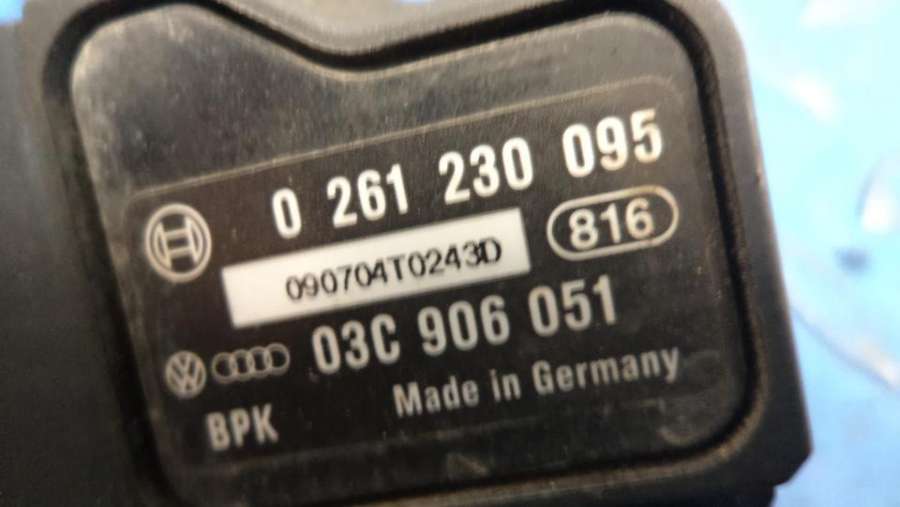 0 261 230 095
816
090704T0243D
03C 906 051
Made in Germany
BPK